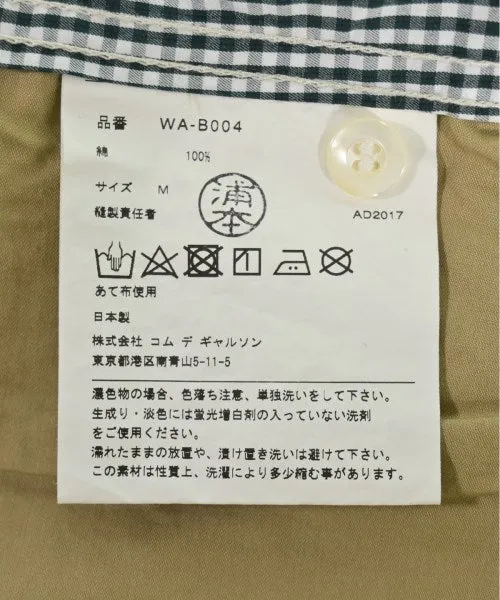 品番 WA-B004
綿 100%
サイズ M
浦本
縫製責任者 AD2017
あて布使用
日本製
株式会社 コム デ ギャルソン
東京都港区南青山5-11-5
濃色物の場合、色落ち注意、単独洗いをして下さい。
生成り・淡色には蛍光増白剤の入っていない洗剤
をご使用ください。
濡れたままの放置や、漬け置き洗いは避けて下さい。
この素材は性質上、洗濯により多少縮む事があります。